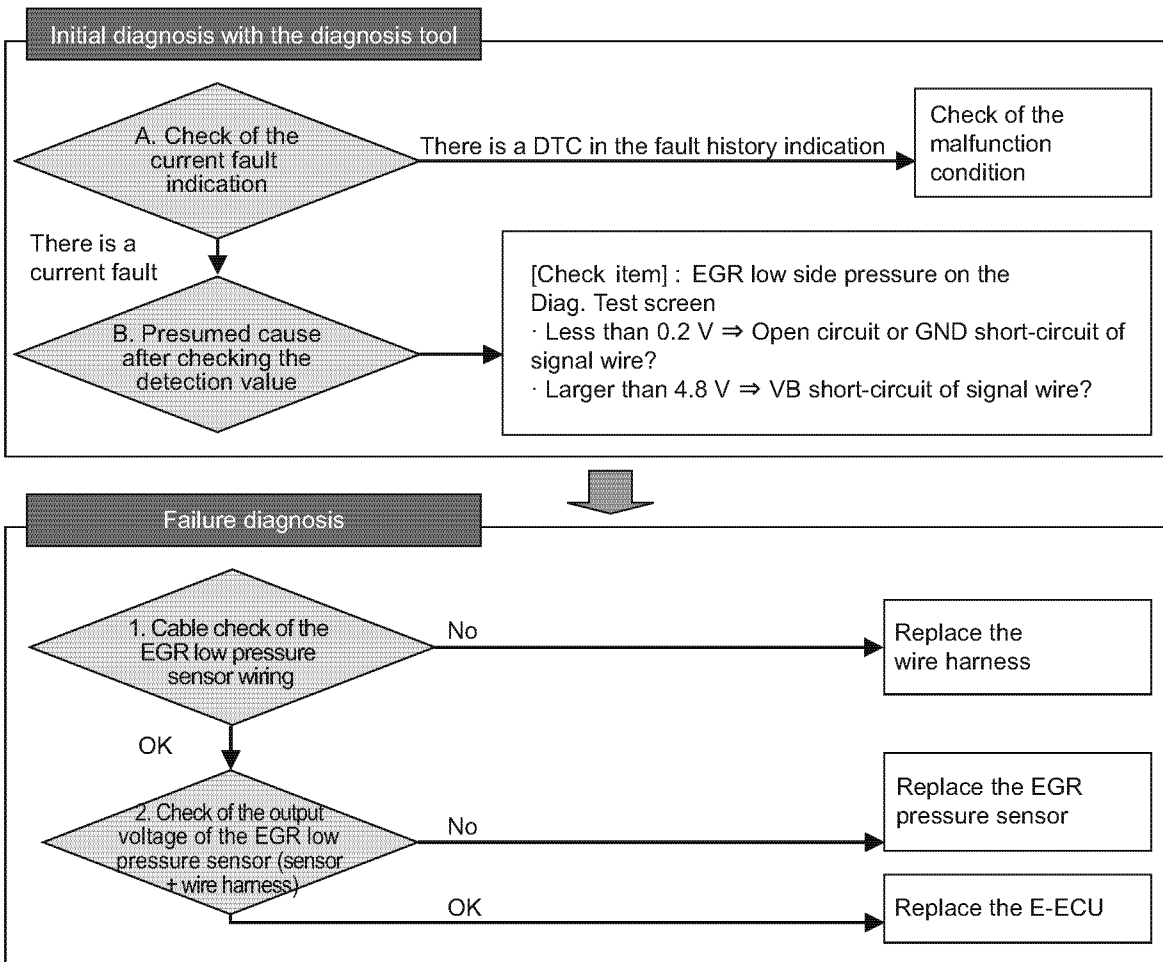 Initial diagnosis with the diagnosis tool
A. Check of the
current fault
indication
There is a DTC in the fault history indication
Check of the
malfunction
condition
There is a
current fault
B. Presumed cause
after checking the
detection value
[Check item] : EGR low side pressure on the
Diag. Test screen
· Less than 0.2 V ⇒ Open circuit or GND short-circuit of
signal wire?
· Larger than 4.8 V ⇒ VB short-circuit of signal wire?
Failure diagnosis
1. Cable check of the
EGR low pressure
sensor wiring
No
Replace the
wire harness
OK
2. Check of the output
voltage of the EGR low
pressure sensor (sensor
+ wire harness)
No
Replace the EGR
pressure sensor
OK
Replace the E-ECU